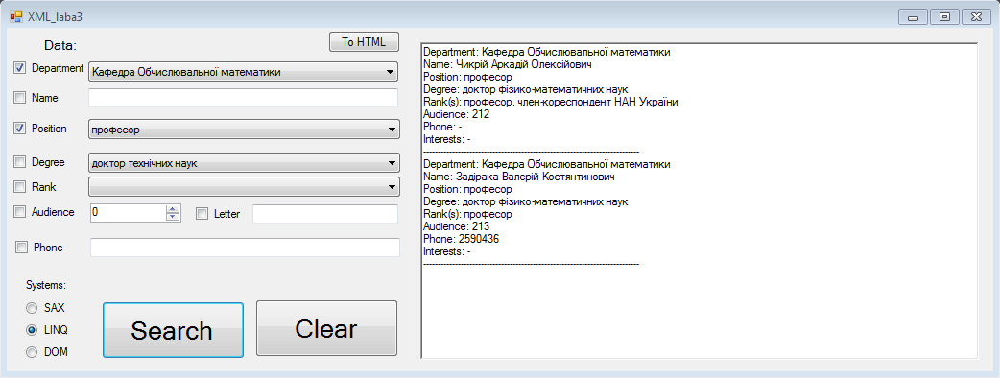 XML_laba3
Data:
To HTML
Department
Кафедра Обчислювальної математики
Name
Position
професор
Degree
доктор технічних наук
Rank
Audience
0
Letter
Phone
Systems:
SAX
LINQ
DOM
Search
Clear
Department: Кафедра Обчислювальної математики
Name: Чикрій Аркадій Олексійович
Position: професор
Degree: доктор фізико-математичних наук
Rank(s): професор, член-кореспондент НАН України
Audience: 212
Phone: -
Interests: -
---------------------------------------------------------------------------
Department: Кафедра Обчислювальної математики
Name: Задірака Валерій Костянтинович
Position: професор
Degree: доктор фізико-математичних наук
Rank(s): професор
Audience: 213
Phone: 2590436
Interests: -
---------------------------------------------------------------------------